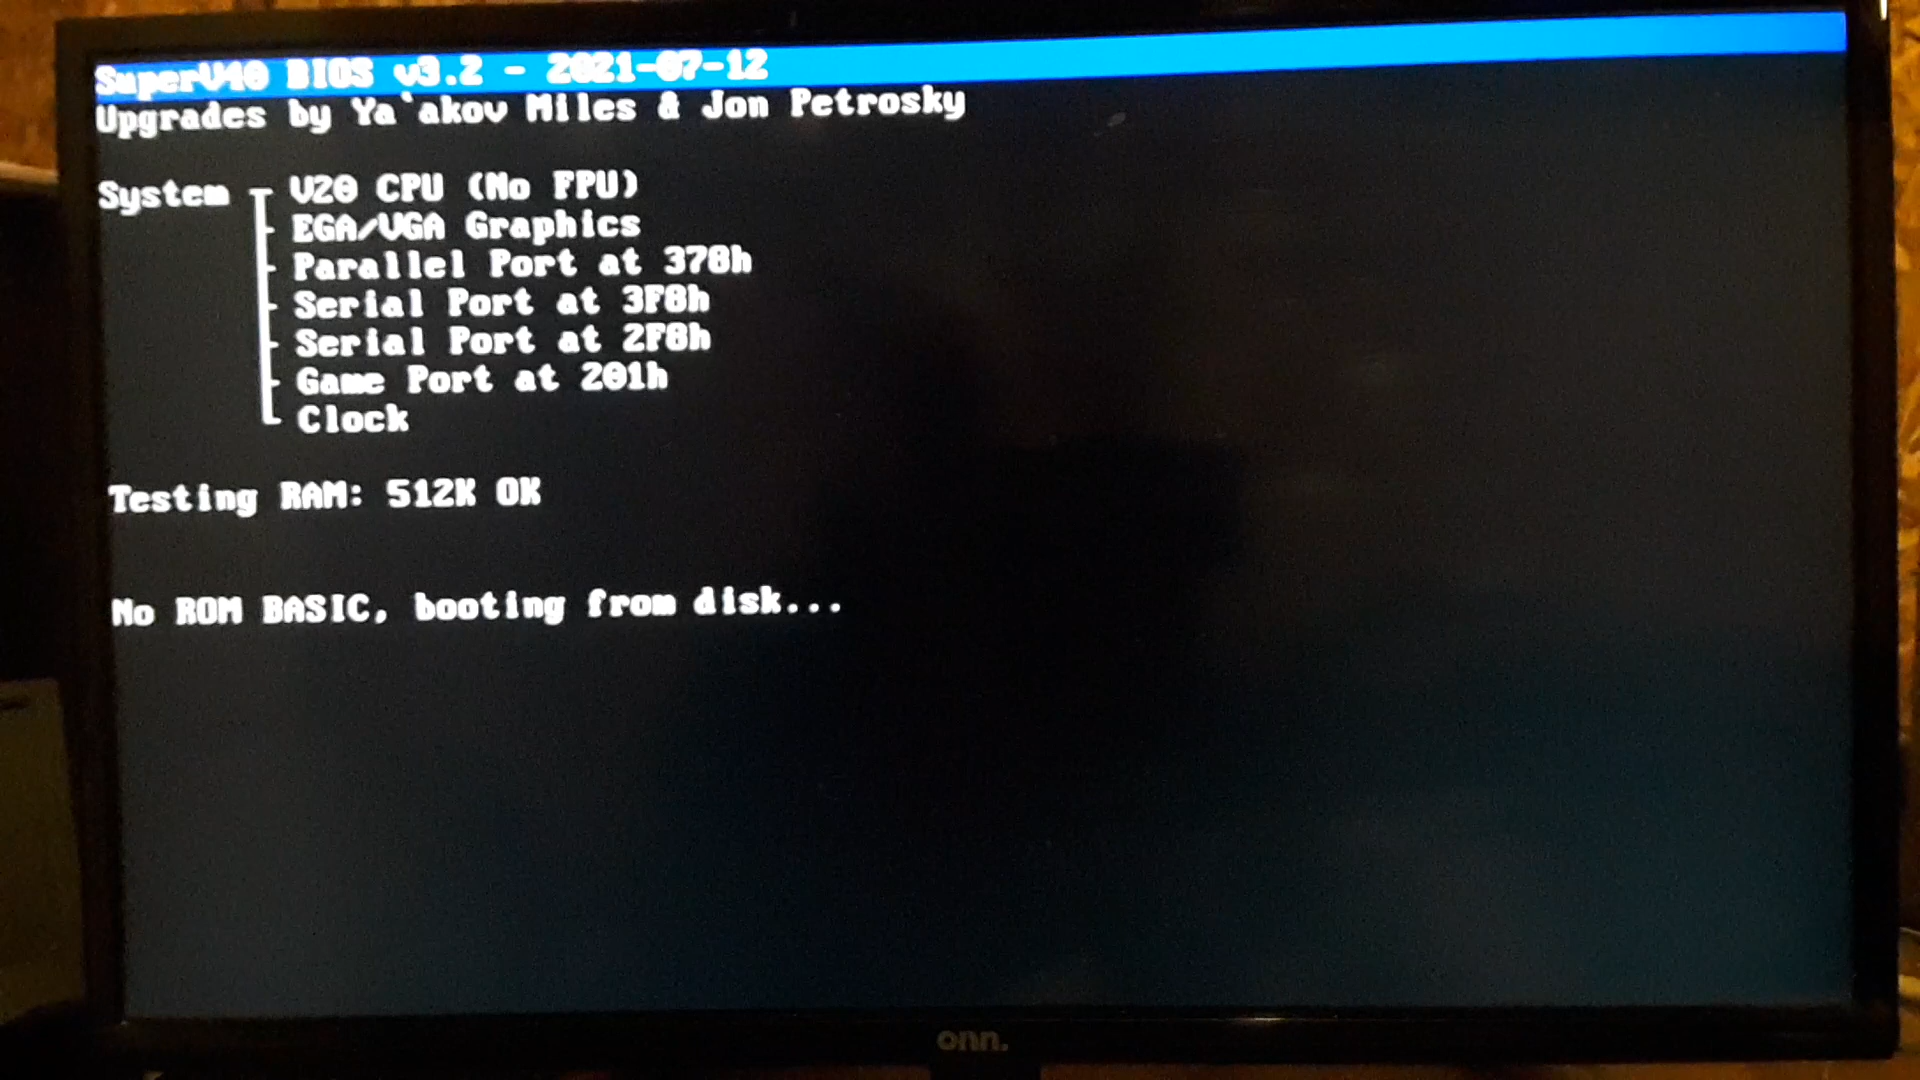 SuperV40 BIOS v3.2 - 2021-07-12
Upgrades by Ya`akov Miles & Jon Petrosky
System
V20 CPU (No FPU)
EGA/VGA Graphics
Parallel Port at 378h
Serial Port at 3F8h
Serial Port at 2F8h
Game Port at 201h
Clock
Testing RAM: 512K OK
No ROM BASIC, booting from disk...
onn.